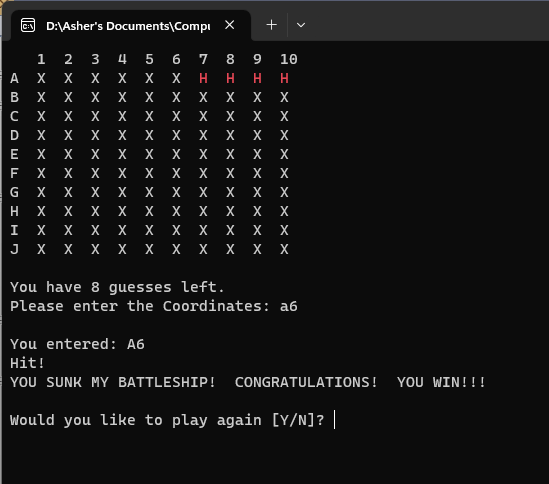 D:\Asher's Documents\Compu
1 2 3 4 5 6 7 8 9 10
A X X X X X X H H H H
B X X X X X X X X X X
C X X X X X X X X X X
D X X X X X X X X X X
E X X X X X X X X X X
F X X X X X X X X X X
G X X X X X X X X X X
H X X X X X X X X X X
I X X X X X X X X X X
J X X X X X X X X X X
You have 8 guesses left.
Please enter the Coordinates: a6
You entered: A6
Hit!
YOU SUNK MY BATTLESHIP! CONGRATULATIONS! YOU WIN!!!
Would you like to play again [Y/N]?